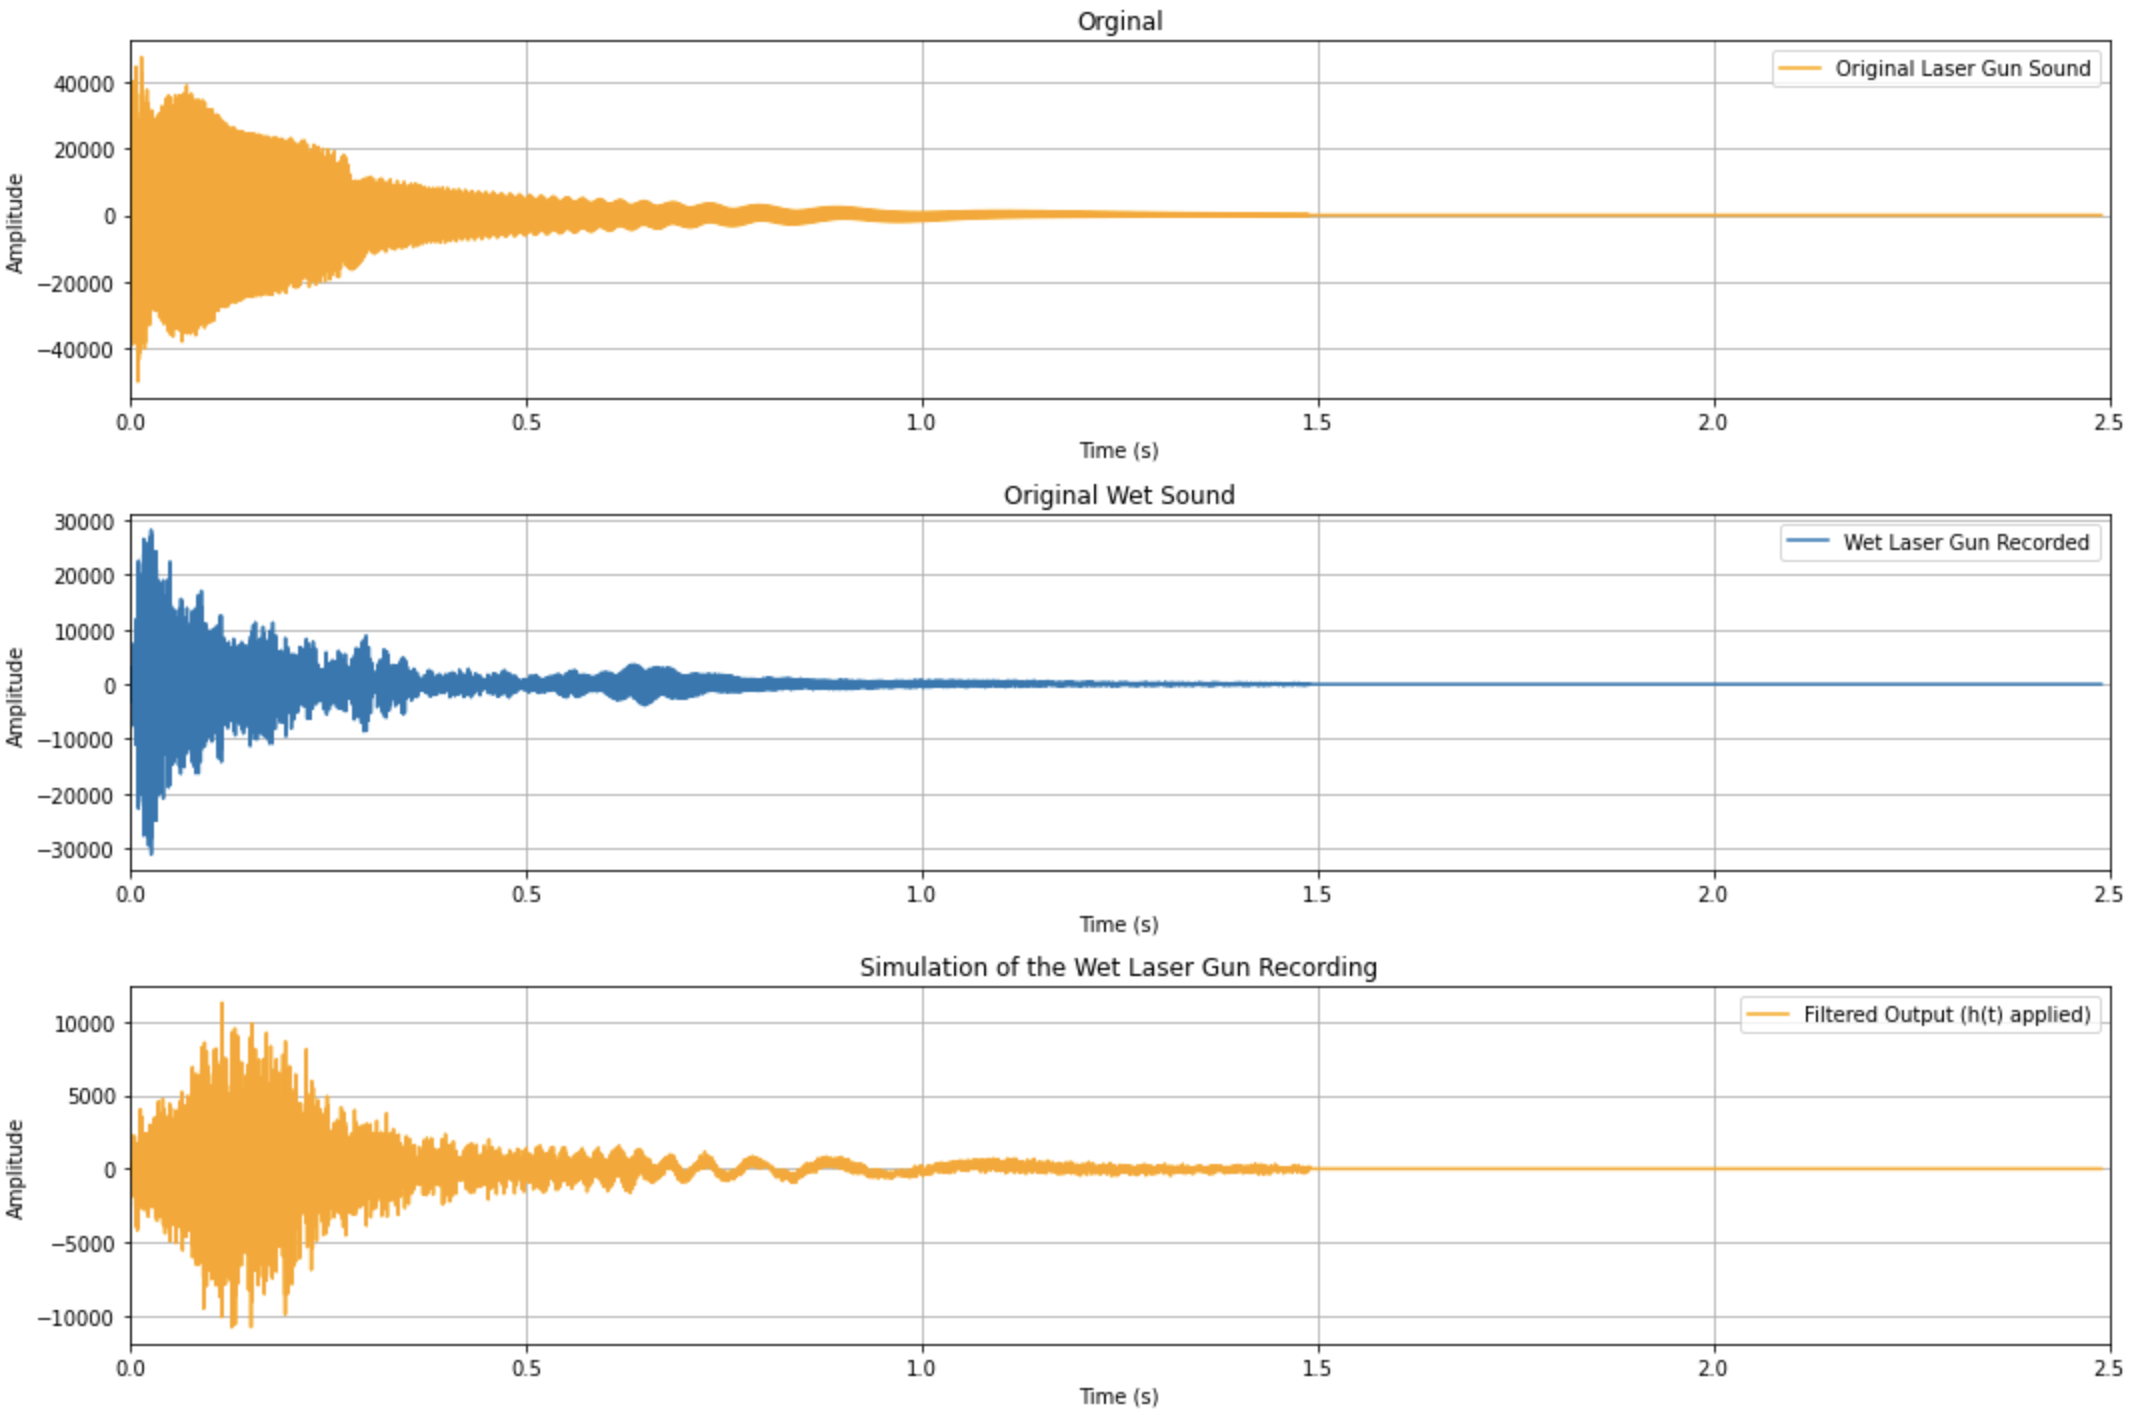 Orginal
Original Laser Gun Sound
40000
20000
0
−20000
−40000
Amplitude
0.0 0.5 1.0 1.5 2.0 2.5
Time (s)
Original Wet Sound
Wet Laser Gun Recorded
30000
20000
10000
0
−10000
−20000
−30000
Amplitude
0.0 0.5 1.0 1.5 2.0 2.5
Time (s)
Simulation of the Wet Laser Gun Recording
Filtered Output (h(t) applied)
10000
5000
0
−5000
−10000
Amplitude
0.0 0.5 1.0 1.5 2.0 2.5
Time (s)